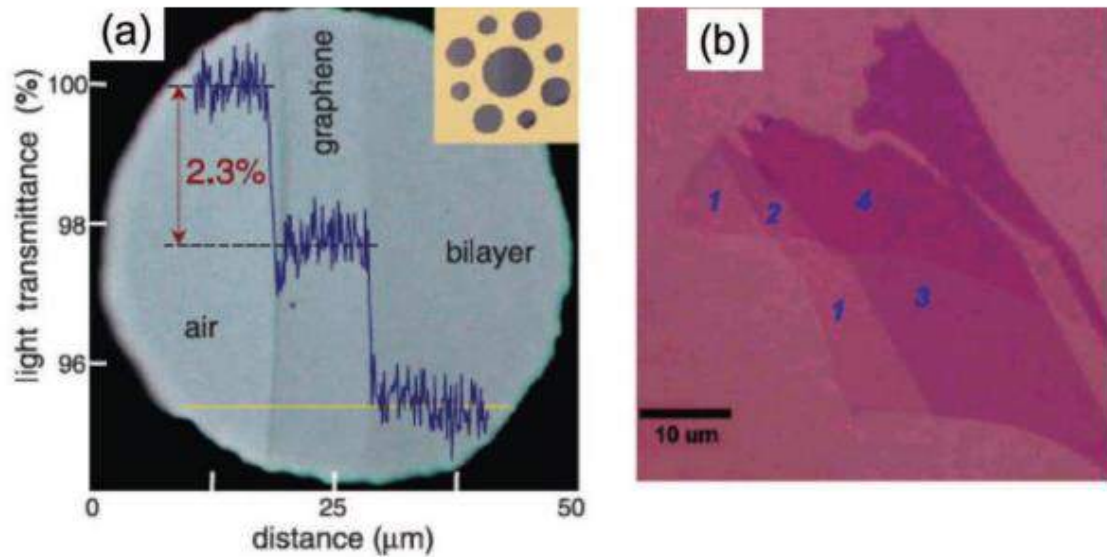 (a)
100
98
96
light transmittance (%)
2.3%
graphene
air
bilayer
0
25
50
distance (μm)
(b)
1
2
4
1
3
10 um